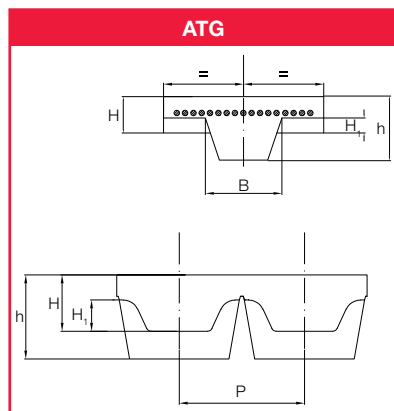 ATG
= =
H H₁ h
B
h H H₁
P